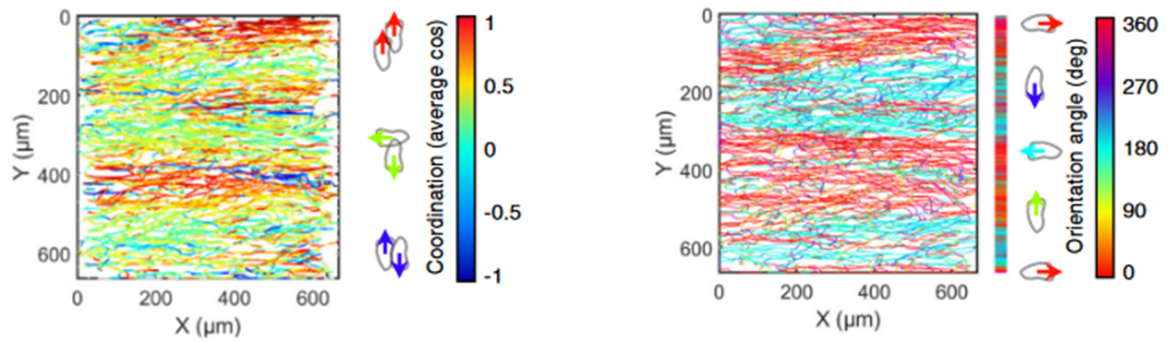 0
200
400
600
Y (μm)
0 200 400 600
X (μm)
Coordination (average cos)
1
0.5
0
-0.5
-1
0
200
400
600
Y (μm)
0 200 400 600
X (μm)
Orientation angle (deg)
360
270
180
90
0